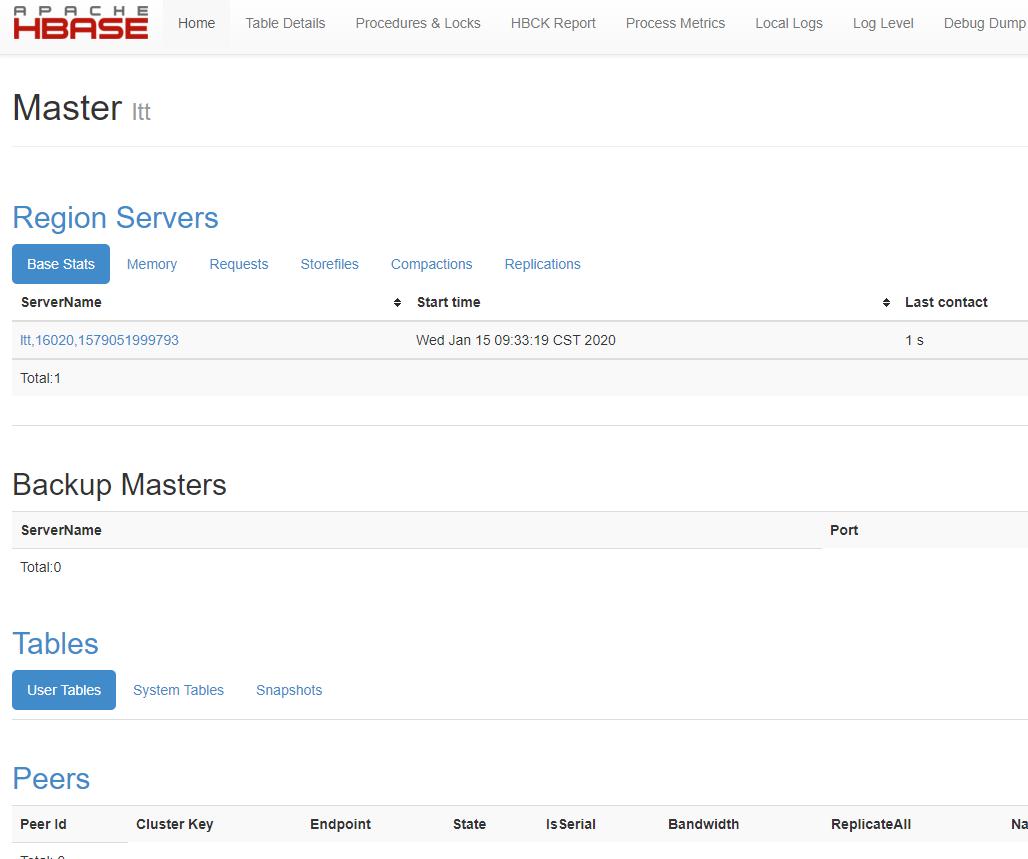 APACHE
HBASE
Home Table Details Procedures & Locks HBCK Report Process Metrics Local Logs Log Level Debug Dump
Master ltt
Region Servers
Base Stats Memory Requests Storefiles Compactions Replications
ServerName Start time Last contact
ltt,16020,1579051999793 Wed Jan 15 09:33:19 CST 2020 1 s
Total:1
Backup Masters
ServerName Port
Total:0
Tables
User Tables System Tables Snapshots
Peers
Peer Id Cluster Key Endpoint State IsSerial Bandwidth ReplicateAll Na
Total: 0